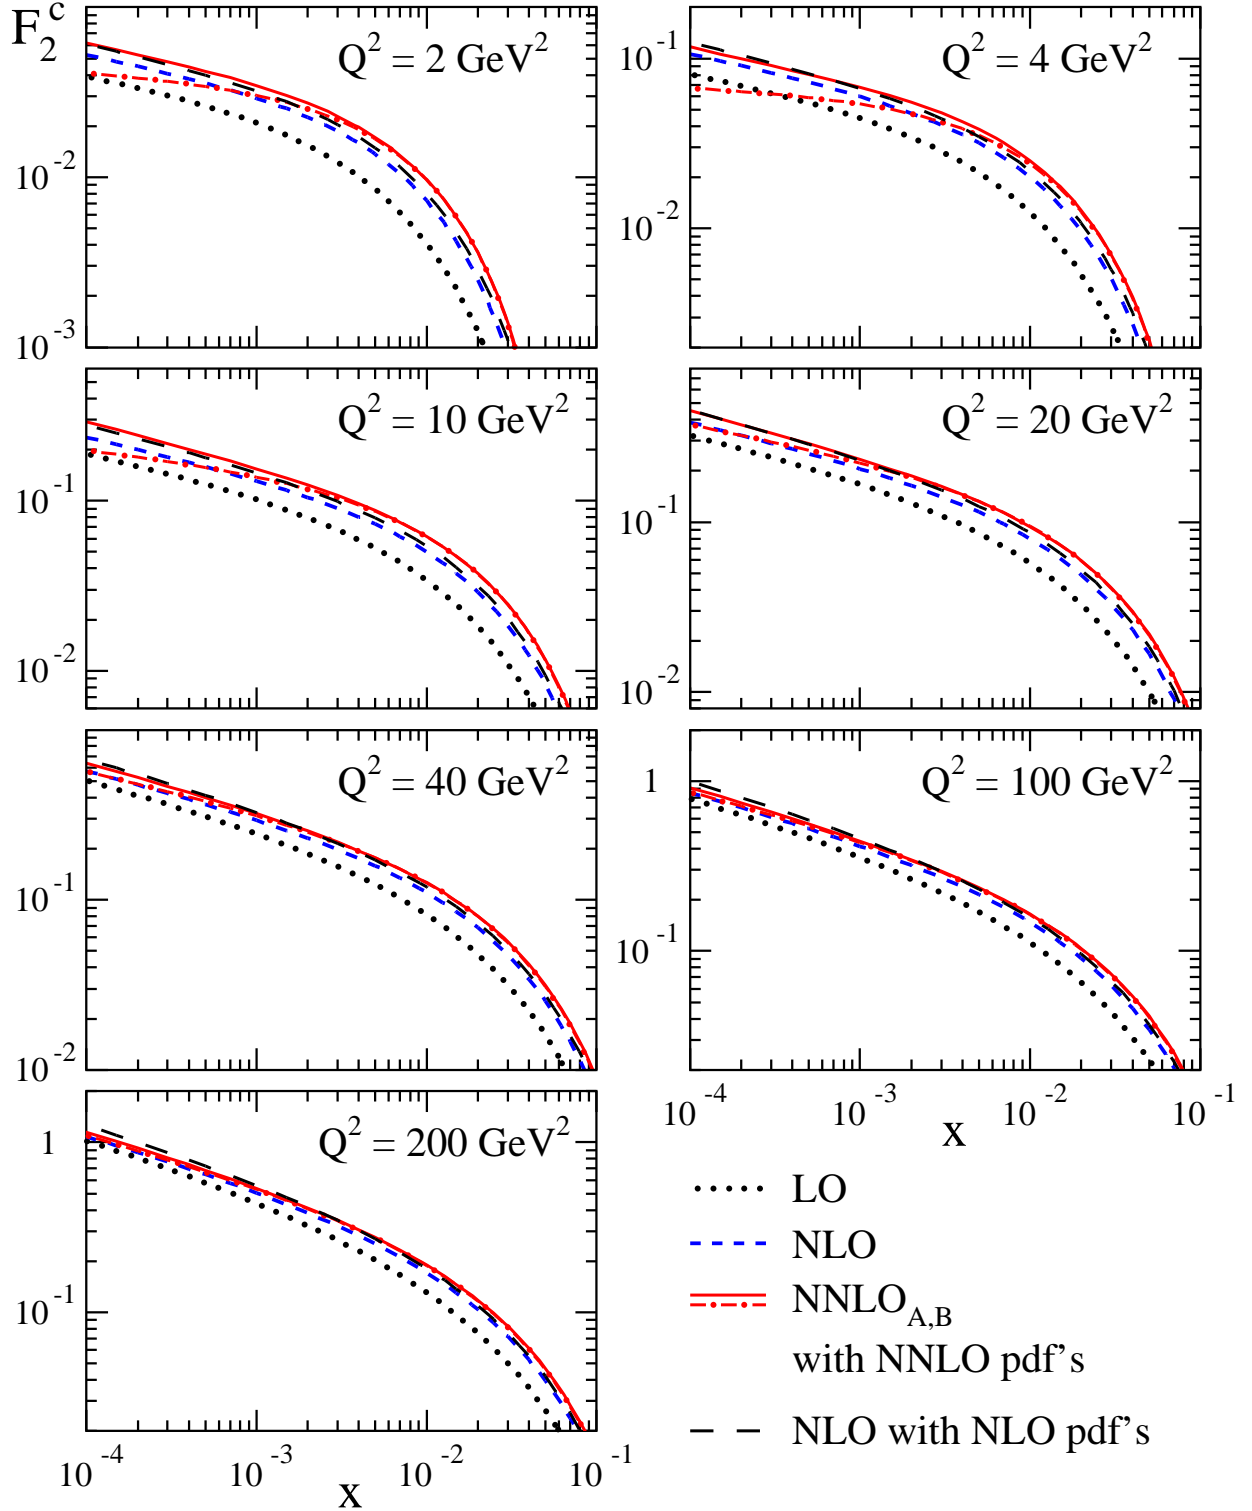 F₂ᶜ
Q² = 2 GeV²
10⁻²
10⁻³
Q² = 4 GeV²
10⁻¹
10⁻²
Q² = 10 GeV²
10⁻¹
10⁻²
Q² = 20 GeV²
10⁻¹
10⁻²
Q² = 40 GeV²
10⁻¹
10⁻²
Q² = 100 GeV²
1
10⁻¹
10⁻⁴ 10⁻³ 10⁻² 10⁻¹
x
Q² = 200 GeV²
1
10⁻¹
10⁻⁴ 10⁻³ 10⁻² 10⁻¹
x
LO
NLO
NNLO_A,B
with NNLO pdf's
NLO with NLO pdf's